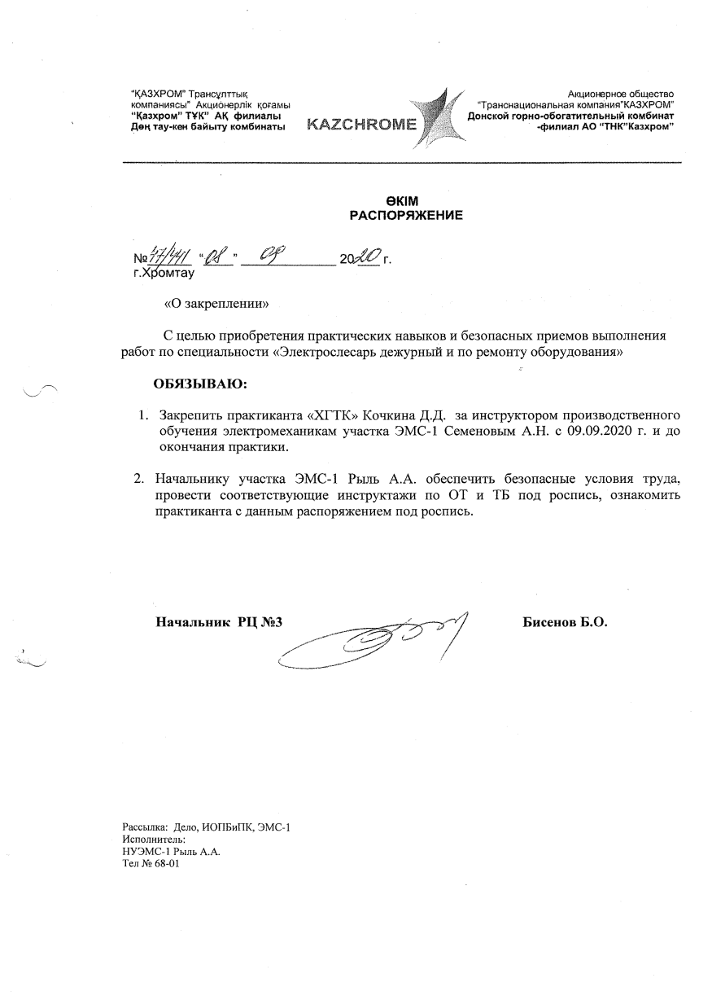 "ҚАЗХРОМ" Трансұлттық
компаниясы" Акционерлік қоғамы
"Қазхром" ТҰК" АҚ филиалы
Дөң тау-кен байыту комбинаты
KAZCHROME
Акционерное общество
"Транснациональная компания"КАЗХРОМ"
Донской горно-обогатительный комбинат
-филиал АО "ТНК"Казхром"
ӨКІМ
РАСПОРЯЖЕНИЕ
№47/441 "08" 09 2020 г.
г.Хромтау
«О закреплении»
С целью приобретения практических навыков и безопасных приемов выполнения
работ по специальности «Электрослесарь дежурный и по ремонту оборудования»
ОБЯЗЫВАЮ:
1. Закрепить практиканта «ХГТК» Кочкина Д.Д. за инструктором производственного
обучения электромеханикам участка ЭМС-1 Семеновым А.Н. с 09.09.2020 г. и до
окончания практики.
2. Начальнику участка ЭМС-1 Рыль А.А. обеспечить безопасные условия труда,
провести соответствующие инструктажи по ОТ и ТБ под роспись, ознакомить
практиканта с данным распоряжением под роспись.
Начальник РЦ №3 Бисенов Б.О.
Рассылка: Дело, ИОПБиПК, ЭМС-1
Исполнитель:
НУЭМС-1 Рыль А.А.
Тел № 68-01